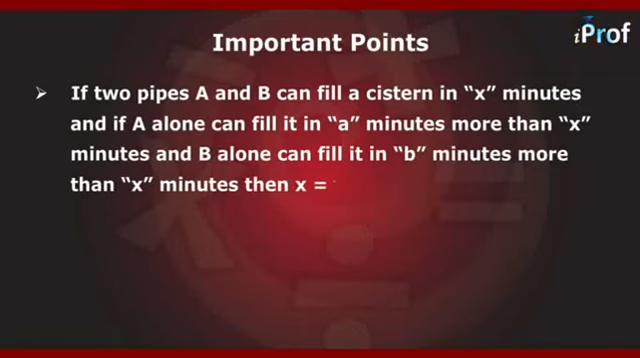 iProf
Important Points
➤ If two pipes A and B can fill a cistern in “x” minutes
and if A alone can fill it in “a” minutes more than “x”
minutes and B alone can fill it in “b” minutes more
than “x” minutes then x =